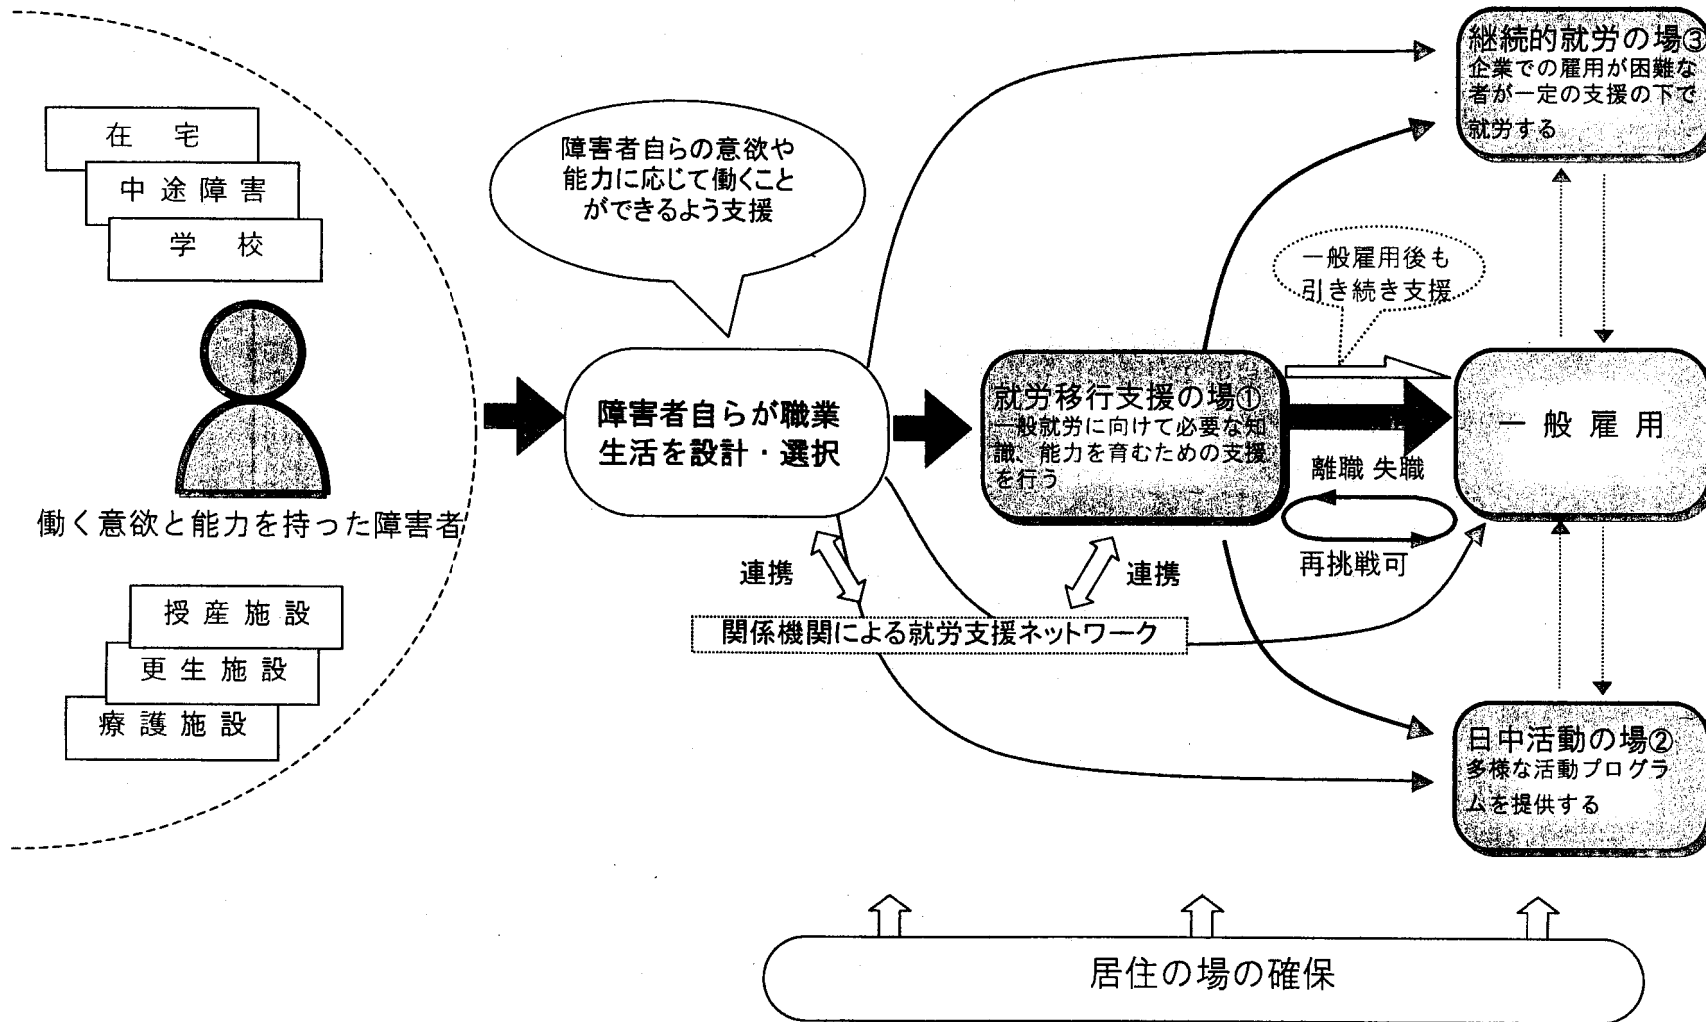 在 宅
中途障害
学 校
働く意欲と能力を持った障害者
授産施設
更生施設
療護施設
障害者自らの意欲や
能力に応じて働くこと
ができるよう支援
障害者自らが職業
生活を設計・選択
連携
連携
関係機関による就労支援ネットワーク
就労移行支援の場①
一般就労に向けて必要な知
識、能力を育むための支援
を行う
一般雇用後も
引き続き支援
離職 失職
再挑戦可
継続的就労の場③
企業での雇用が困難な
者が一定の支援の下で
就労する
一般雇用
日中活動の場②
多様な活動プログラ
ムを提供する
居住の場の確保